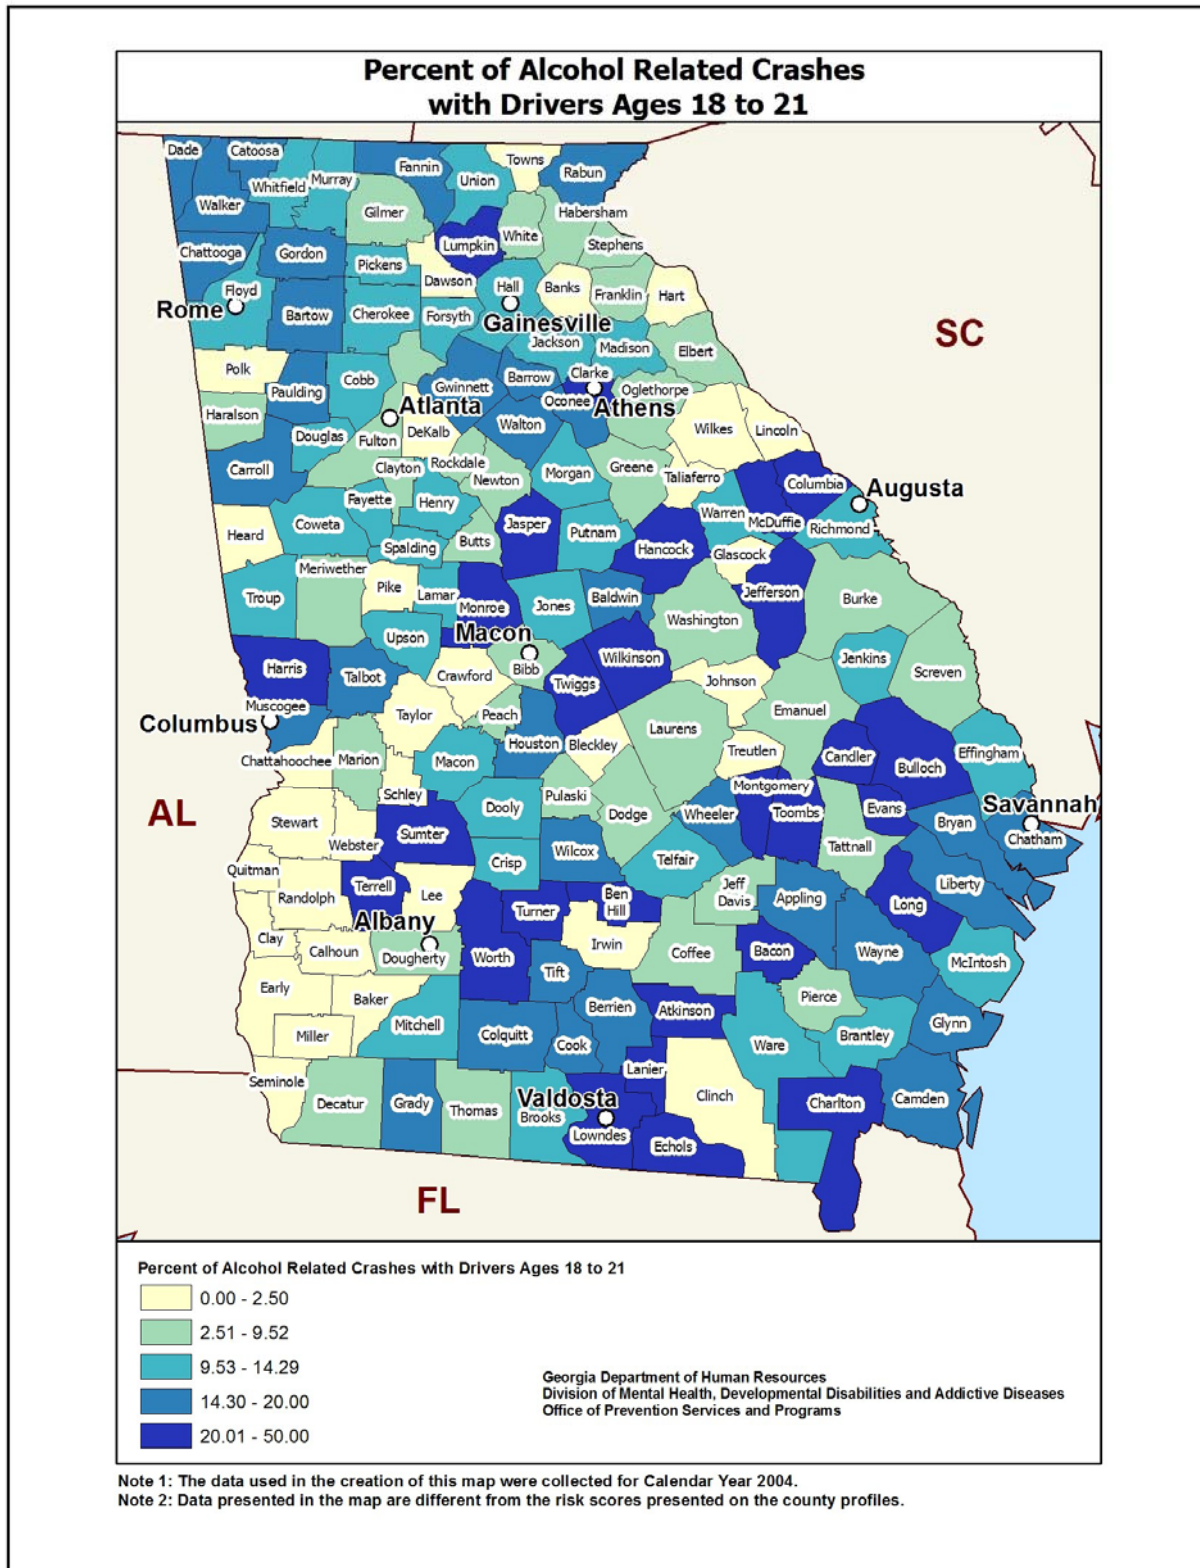 Percent of Alcohol Related Crashes
with Drivers Ages 18 to 21
Dade
Catoosa
Fannin
Towns
Rabun
Whitfield
Murray
Union
Walker
Gilmer
Habersham
White
Stephens
Lumpkin
Chattooga
Gordon
Pickens
Dawson
Hall
Banks
Franklin
Hart
Floyd
Rome
Bartow
Cherokee
Forsyth
Gainesville
Jackson
Madison
Elbert
SC
Polk
Paulding
Cobb
Gwinnett
Barrow
Clarke
Oglethorpe
Oconee
Athens
Atlanta
Haralson
Douglas
Fulton
DeKalb
Walton
Wilkes
Lincoln
Carroll
Clayton
Rockdale
Newton
Morgan
Greene
Taliaferro
Columbia
Augusta
Fayette
Henry
Heard
Coweta
Spalding
Butts
Jasper
Putnam
Hancock
Warren
McDuffie
Richmond
Glascock
Meriwether
Troup
Pike
Lamar
Monroe
Jones
Baldwin
Washington
Jefferson
Burke
Upson
Macon
Bibb
Wilkinson
Twiggs
Jenkins
Screven
Harris
Talbot
Crawford
Johnson
Emanuel
Muscogee
Columbus
Taylor
Peach
Houston
Bleckley
Laurens
Treutlen
Candler
Bulloch
Effingham
Chattahoochee
Marion
Macon
Schley
Dooly
Pulaski
Dodge
Wheeler
Montgomery
Toombs
Evans
Tattnall
Bryan
Savannah
Chatham
AL
Stewart
Webster
Sumter
Crisp
Wilcox
Telfair
Jeff
Davis
Appling
Long
Liberty
Quitman
Randolph
Terrell
Lee
Turner
Ben
Hill
Albany
Clay
Calhoun
Dougherty
Worth
Irwin
Coffee
Bacon
Wayne
McIntosh
Tift
Early
Baker
Mitchell
Miller
Colquitt
Berrien
Cook
Atkinson
Pierce
Ware
Brantley
Glynn
Seminole
Decatur
Grady
Thomas
Brooks
Valdosta
Lowndes
Lanier
Clinch
Echols
Charlton
Camden
FL
Percent of Alcohol Related Crashes with Drivers Ages 18 to 21
0.00 - 2.50
2.51 - 9.52
9.53 - 14.29
14.30 - 20.00
20.01 - 50.00
Georgia Department of Human Resources
Division of Mental Health, Developmental Disabilities and Addictive Diseases
Office of Prevention Services and Programs
Note 1: The data used in the creation of this map were collected for Calendar Year 2004.
Note 2: Data presented in the map are different from the risk scores presented on the county profiles.